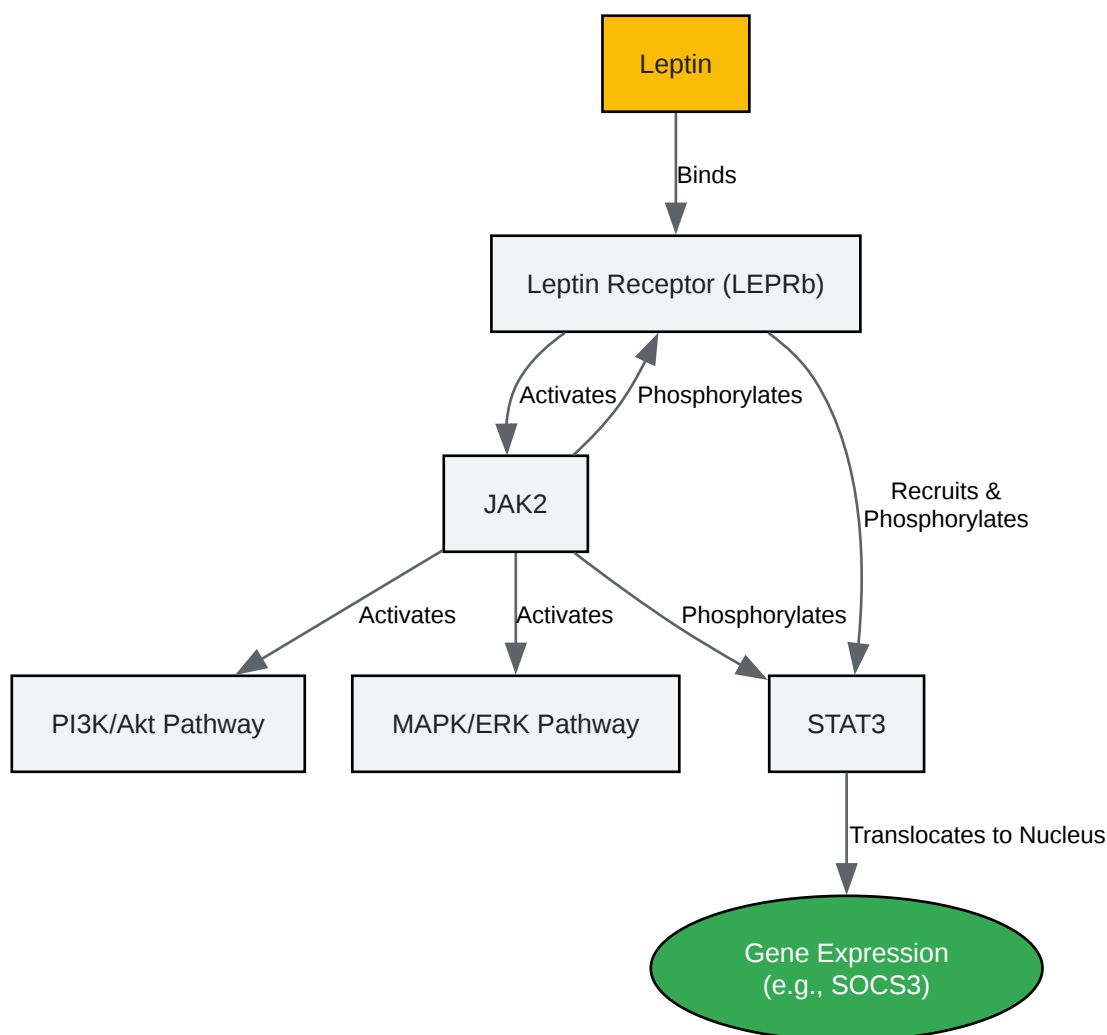 Leptin
Binds
Leptin Receptor (LEPRb)
Activates
Phosphorylates
Recruits &
Phosphorylates
JAK2
Activates
Activates
Phosphorylates
PI3K/Akt Pathway
MAPK/ERK Pathway
STAT3
Translocates to Nucleus
Gene Expression
(e.g., SOCS3)